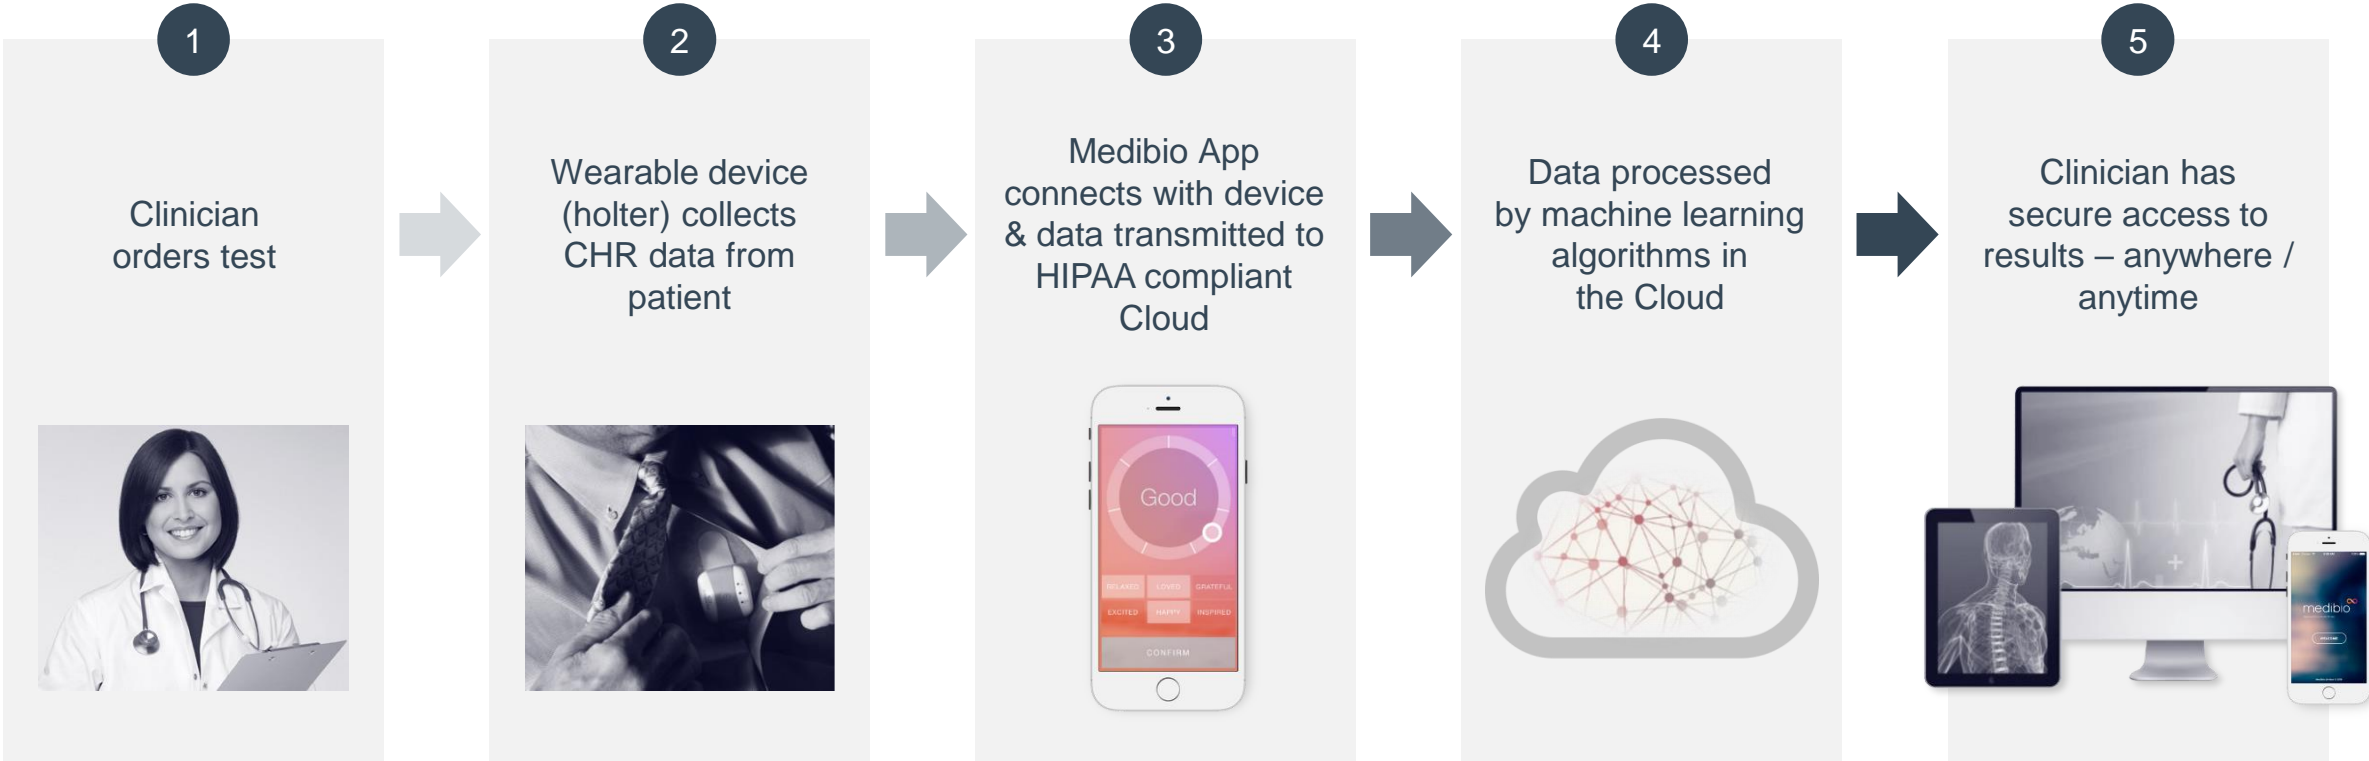 1
Clinician
orders test
2
Wearable device
(holter) collects
CHR data from
patient
3
Medibio App
connects with device
& data transmitted to
HIPAA compliant
Cloud
Good
RELAXED LOVED GRATEFUL
EXCITED HAPPY INSPIRED
CONFIRM
4
Data processed
by machine learning
algorithms in
the Cloud
5
Clinician has
secure access to
results – anywhere /
anytime
medibio